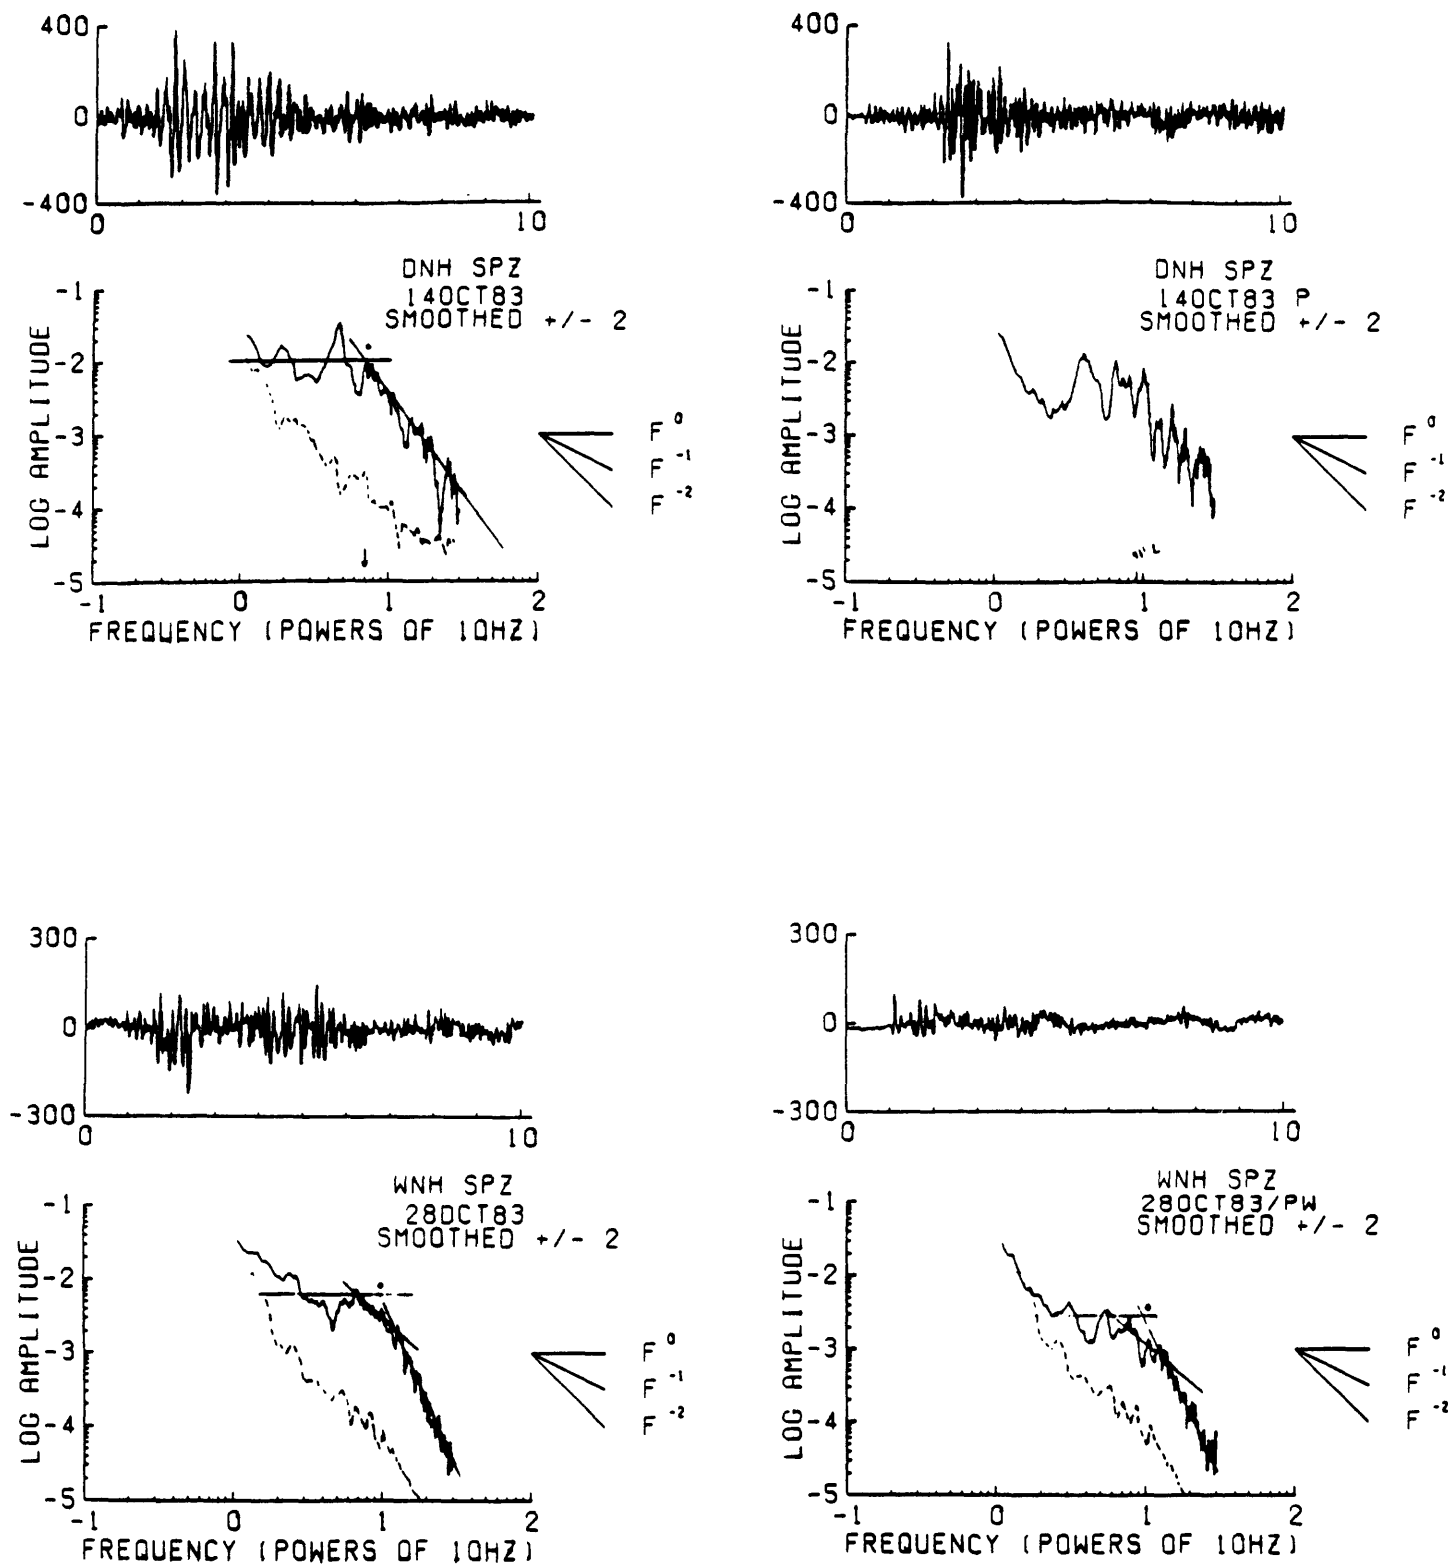 400
0
-400
0 10
DNH SPZ
14OCT83
SMOOTHED +/- 2
-1
-2
-3
-4
-5
LOG AMPLITUDE
F 0
F -1
F -2
-1 0 1 2
FREQUENCY (POWERS OF 10HZ)
400
0
-400
0 10
DNH SPZ
14OCT83 P
SMOOTHED +/- 2
-1
-2
-3
-4
-5
LOG AMPLITUDE
F 0
F -1
F -2
-1 0 1 2
FREQUENCY (POWERS OF 10HZ)
300
0
-300
0 10
WNH SPZ
28OCT83
SMOOTHED +/- 2
-1
-2
-3
-4
-5
LOG AMPLITUDE
F 0
F -1
F -2
-1 0 1 2
FREQUENCY (POWERS OF 10HZ)
300
0
-300
0 10
WNH SPZ
28OCT83/PW
SMOOTHED +/- 2
-1
-2
-3
-4
-5
LOG AMPLITUDE
F 0
F -1
F -2
-1 0 1 2
FREQUENCY (POWERS OF 10HZ)